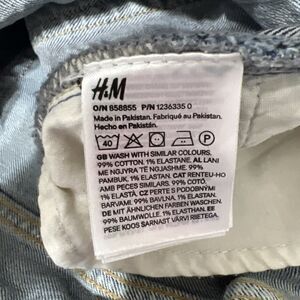 H&M
O/N 658855 P/N 1236335 0
Made in Pakistan. Fabriqué au Pakistan.
Hecho en Pakistán.
40
P
GB WASH WITH SIMILAR COLOURS.
99% COTTON, 1% ELASTANE. AL LANI
ME NGJYRA TË NGJASHME. 99%
PAMBUK, 1% ELASTAN. CAT RENTEU-HO
AMB PECES SIMILARS. 99% COTÓ, 1%
ELASTÀ. CZ PERTE S PODOBNÝMI
BARVAMI. 99% BAVLNA, 1% ELASTAN.
DE MIT ÄHNLICHEN FARBEN WASCHEN.
99% BAUMWOLLE. 1% ELASTHAN. EE
PESE KOOS SARNAST VÄRVI RIIETEGA.